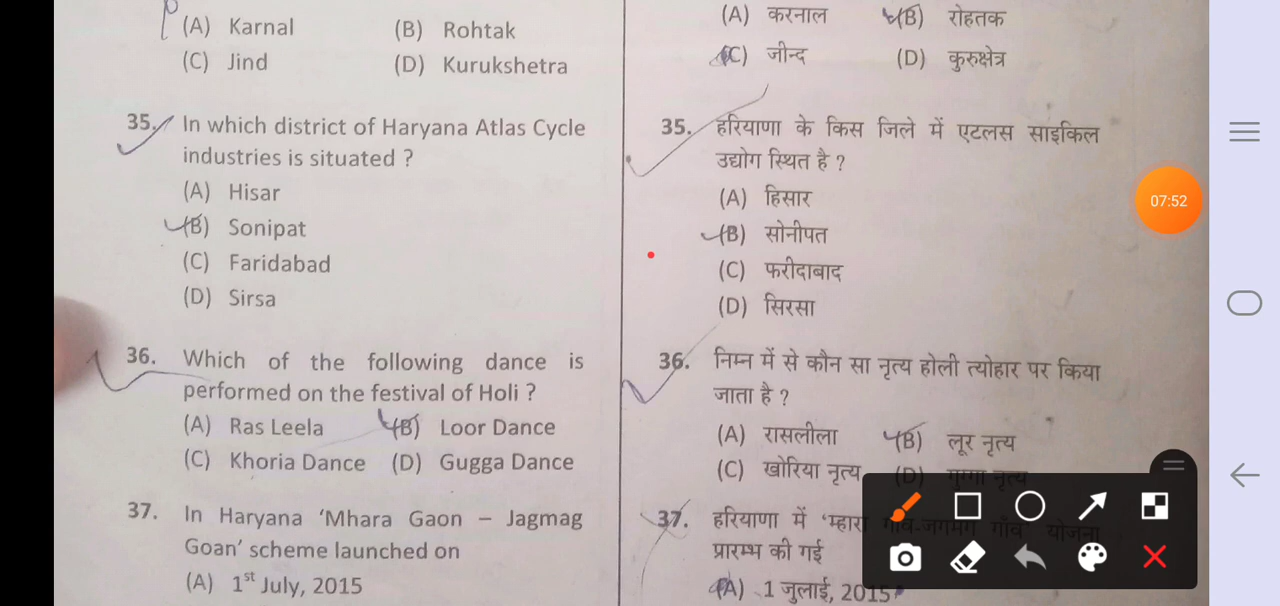 (A) Karnal (B) Rohtak
(C) Jind (D) Kurukshetra
35. In which district of Haryana Atlas Cycle
industries is situated ?
(A) Hisar
(B) Sonipat
(C) Faridabad
(D) Sirsa
36. Which of the following dance is
performed on the festival of Holi ?
(A) Ras Leela (B) Loor Dance
(C) Khoria Dance (D) Gugga Dance
37. In Haryana ‘Mhara Gaon – Jagmag
Goan’ scheme launched on
(A) 1st July, 2015
(A) करनाल (B) रोहतक
(C) जीन्द (D) कुरुक्षेत्र
35. हरियाणा के किस जिले में एटलस साइकिल
उद्योग स्थित है ?
(A) हिसार
(B) सोनीपत
(C) फरीदाबाद
(D) सिरसा
36. निम्न में से कौन सा नृत्य होली त्योहार पर किया
जाता है ?
(A) रासलीला (B) लूर नृत्य
(C) खोरिया नृत्य (D) गुग्गा नृत्य
37. हरियाणा में ‘म्हारा गाँव-जगमग गाँव’ योजना
प्रारम्भ की गई
(A) 1 जुलाई, 2015
07:52